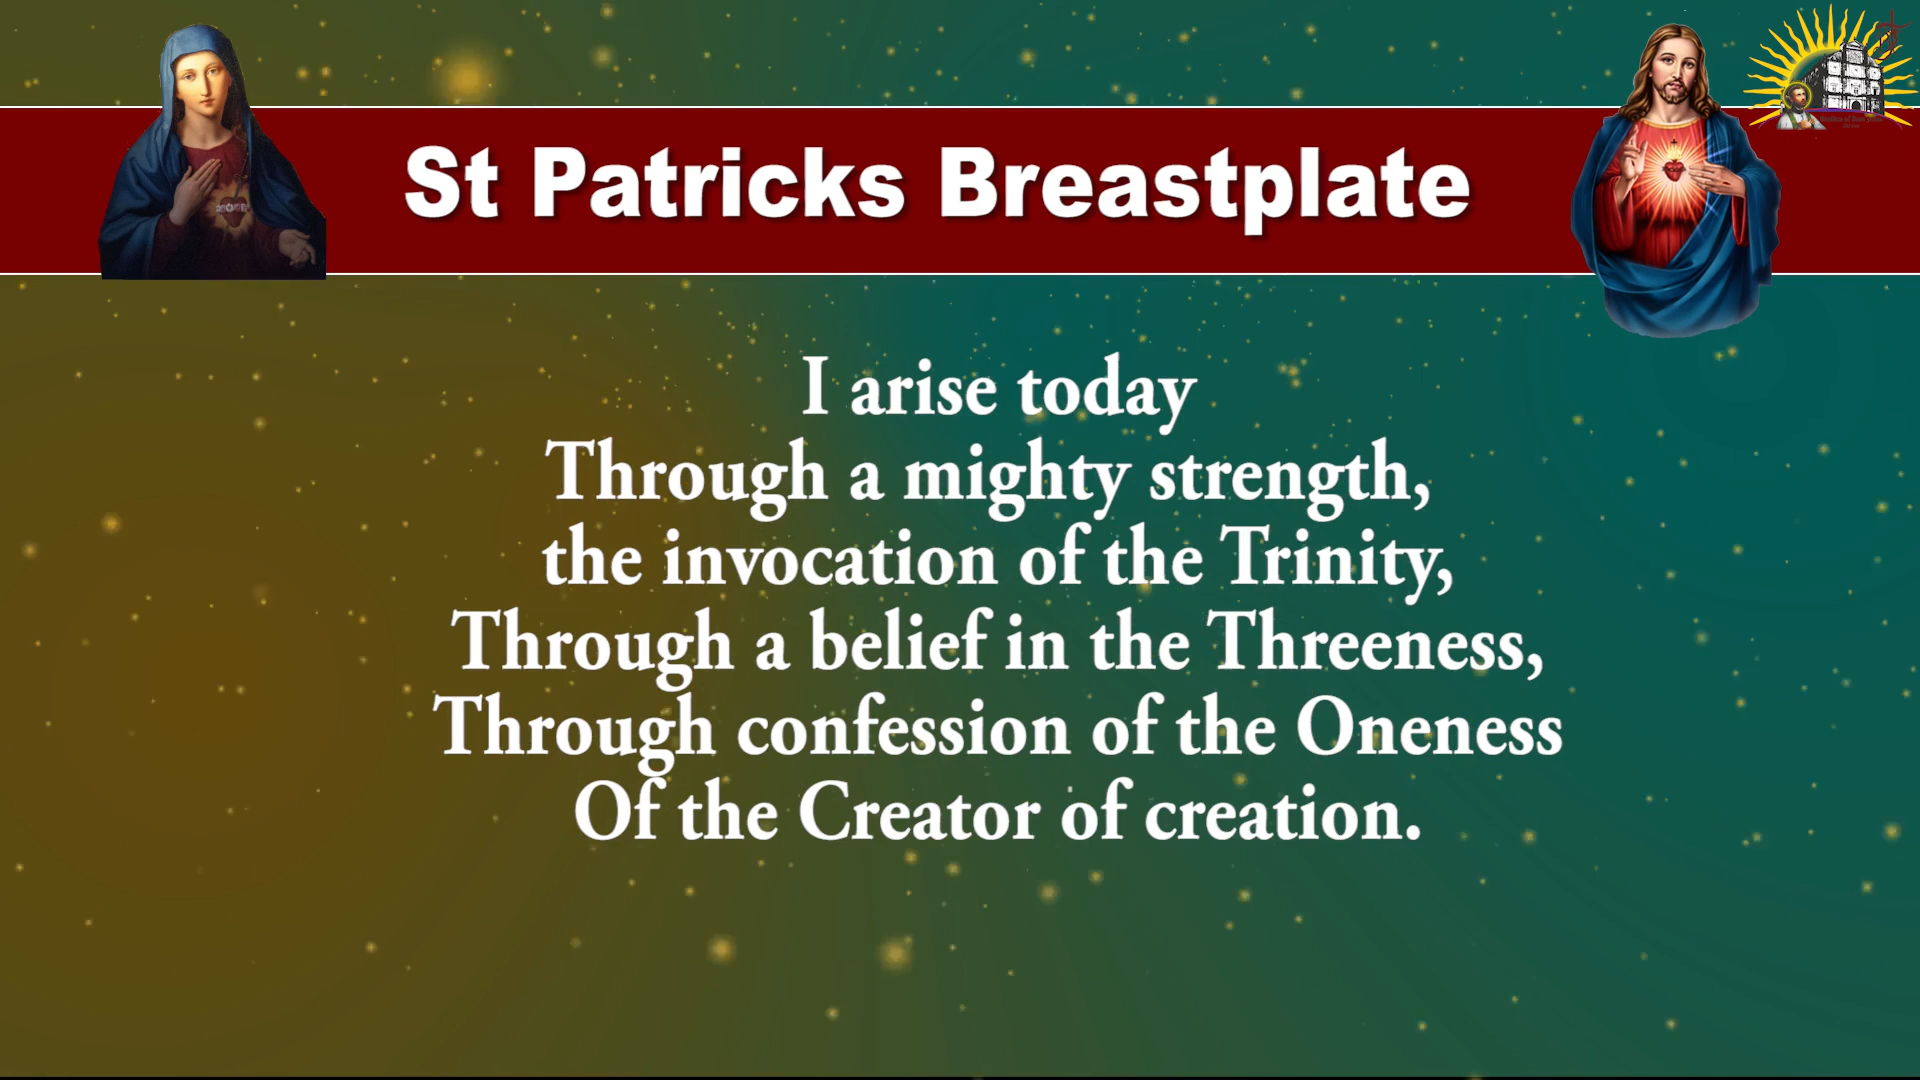 St Patricks Breastplate
I arise today
Through a mighty strength,
the invocation of the Trinity,
Through a belief in the Threeness,
Through confession of the Oneness
Of the Creator of creation.